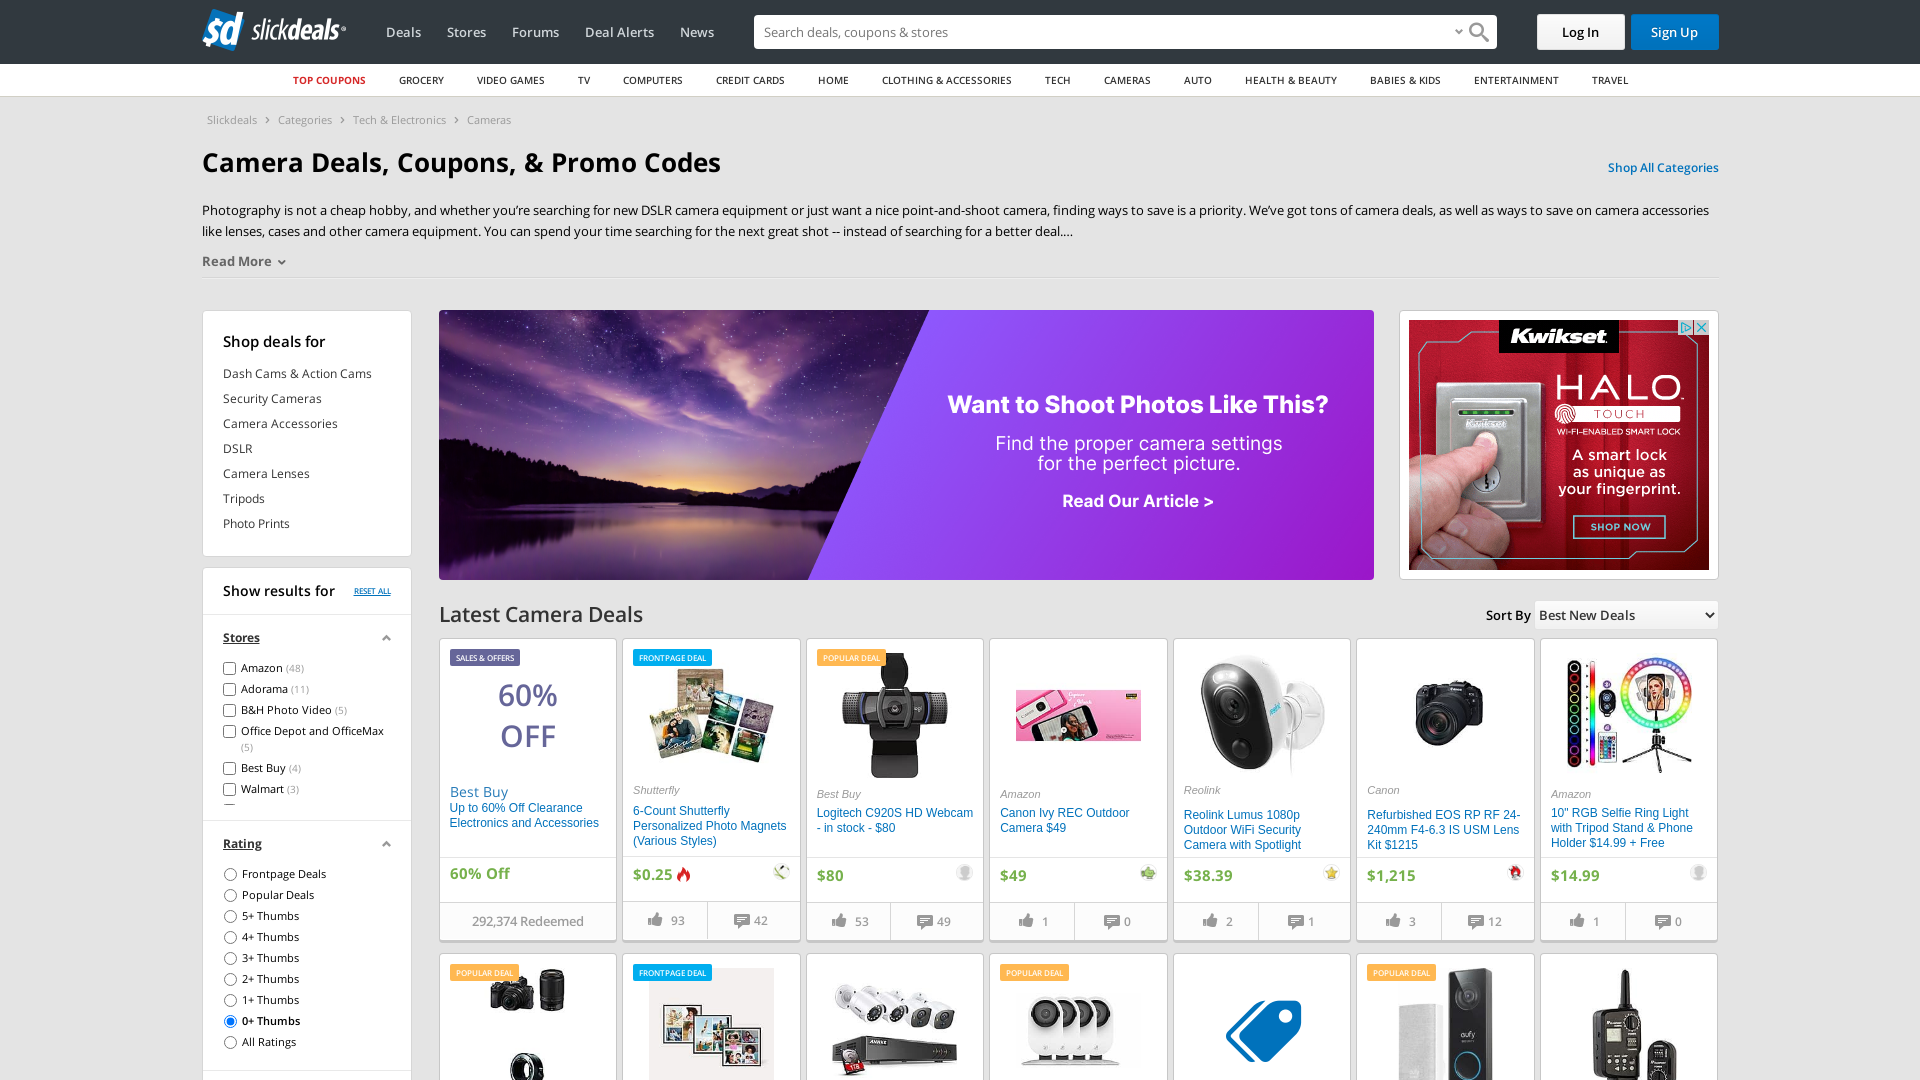 slickdeals
Deals
Stores
Forums
Deal Alerts
News
Search deals, coupons & stores
Log In
Sign Up
TOP COUPONS
GROCERY
VIDEO GAMES
TV
COMPUTERS
CREDIT CARDS
HOME
CLOTHING & ACCESSORIES
TECH
CAMERAS
AUTO
HEALTH & BEAUTY
BABIES & KIDS
ENTERTAINMENT
TRAVEL
Slickdeals > Categories > Tech & Electronics > Cameras
Camera Deals, Coupons, & Promo Codes
Shop All Categories
Photography is not a cheap hobby, and whether you’re searching for new DSLR camera equipment or just want a nice point-and-shoot camera, finding ways to save is a priority. We’ve got tons of camera deals, as well as ways to save on camera accessories
like lenses, cases and other camera equipment. You can spend your time searching for the next great shot -- instead of searching for a better deal.…
Read More
Shop deals for
Dash Cams & Action Cams
Security Cameras
Camera Accessories
DSLR
Camera Lenses
Tripods
Photo Prints
Show results for
RESET ALL
Stores
Amazon (48)
Adorama (11)
B&H Photo Video (5)
Office Depot and OfficeMax
(5)
Best Buy (4)
Walmart (3)
Rating
Frontpage Deals
Popular Deals
5+ Thumbs
4+ Thumbs
3+ Thumbs
2+ Thumbs
1+ Thumbs
0+ Thumbs
All Ratings
Want to Shoot Photos Like This?
Find the proper camera settings
for the perfect picture.
Read Our Article >
Kwikset
HALO
TOUCH
WI-FI-ENABLED SMART LOCK
A smart lock
as unique as
your fingerprint.
SHOP NOW
Kwikset
Latest Camera Deals
Sort By
Best New Deals
SALES & OFFERS
60%
OFF
Best Buy
Up to 60% Off Clearance
Electronics and Accessories
60% Off
292,374 Redeemed
FRONTPAGE DEAL
Shutterfly
6-Count Shutterfly
Personalized Photo Magnets
(Various Styles)
$0.25
93
42
POPULAR DEAL
Best Buy
Logitech C920S HD Webcam
- in stock - $80
$80
53
49
Amazon
Canon Ivy REC Outdoor
Camera $49
$49
1
0
Reolink
Reolink Lumus 1080p
Outdoor WiFi Security
Camera with Spotlight
$38.39
2
1
Canon
Refurbished EOS RP RF 24-
240mm F4-6.3 IS USM Lens
Kit $1215
$1,215
3
12
Amazon
10" RGB Selfie Ring Light
with Tripod Stand & Phone
Holder $14.99 + Free
$14.99
1
0
POPULAR DEAL
FRONTPAGE DEAL
POPULAR DEAL
POPULAR DEAL
eufy